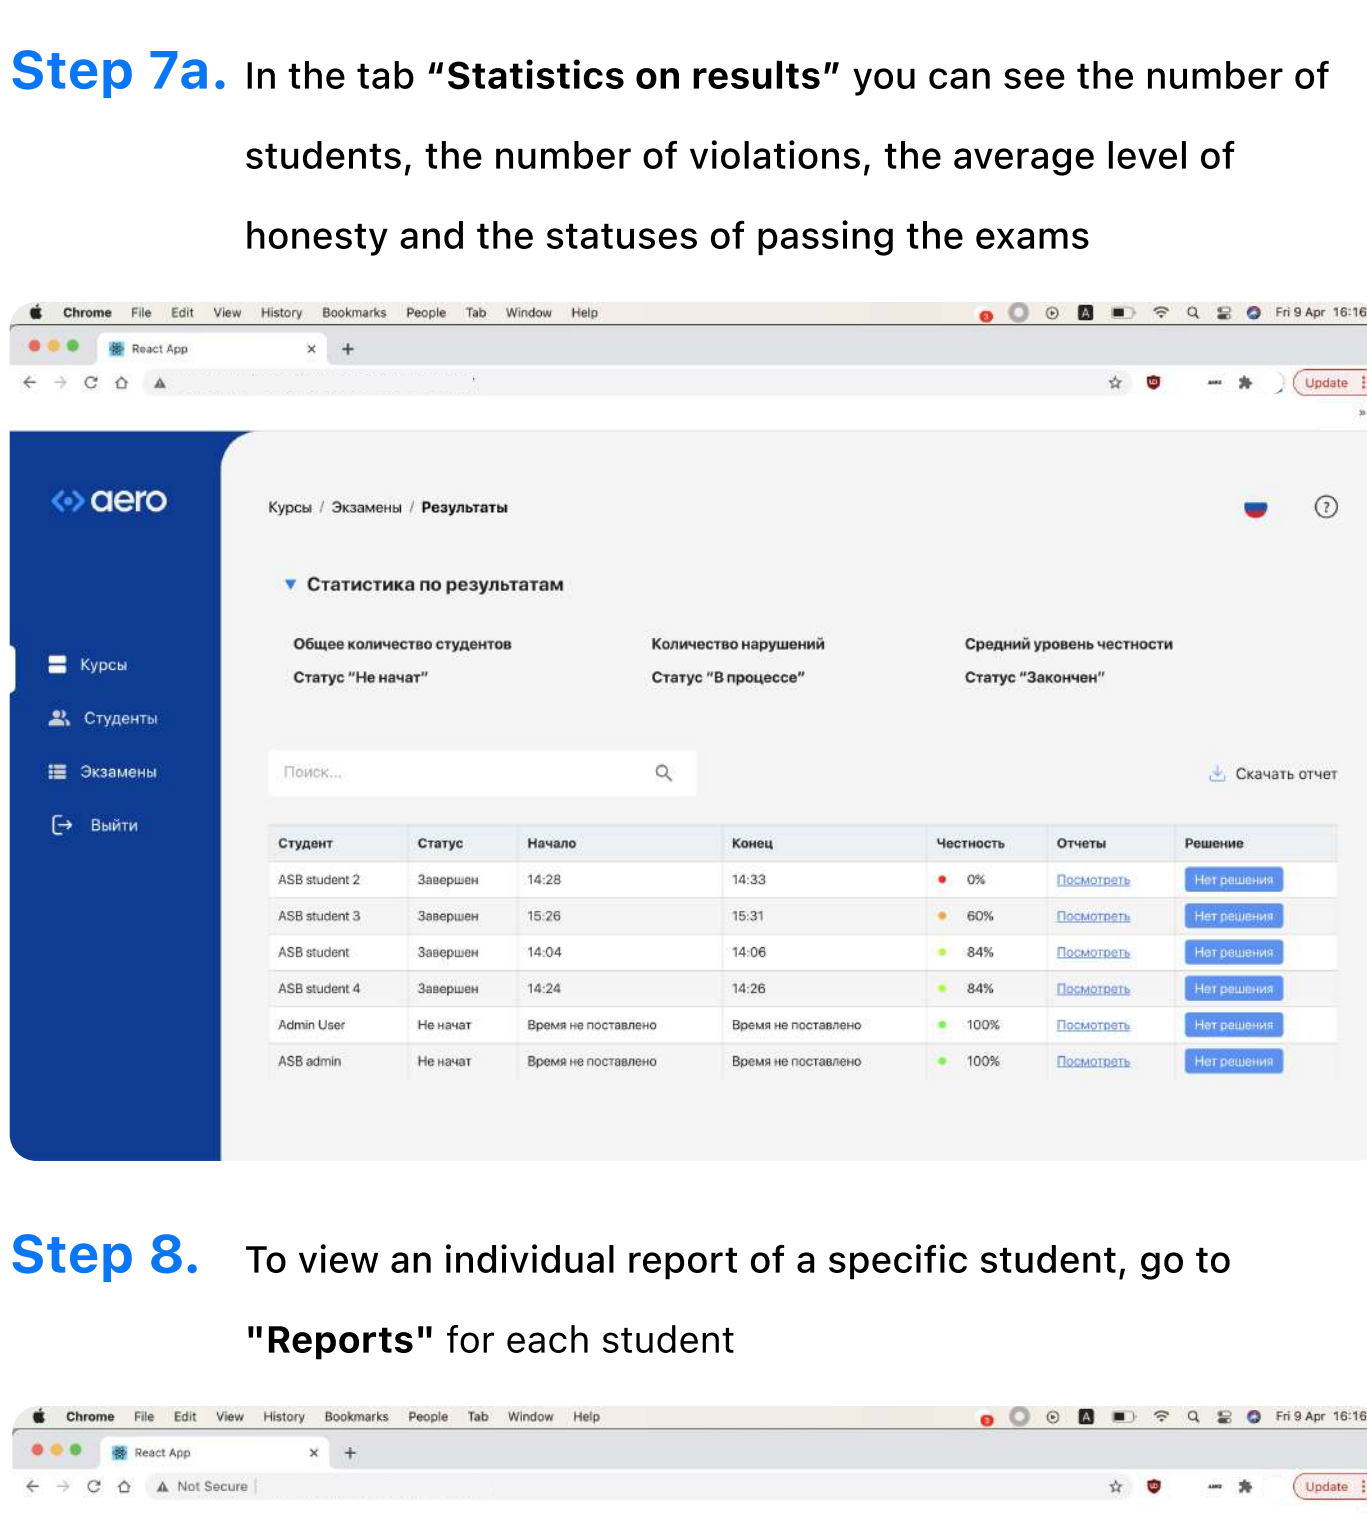 Step 7a. In the tab “Statistics on results” you can see the number of
students, the number of violations, the average level of
honesty and the statuses of passing the exams
Chrome File Edit View History Bookmarks People Tab Window Help 3 A Fri 9 Apr 16:16
React App
Update
aero
Курсы / Экзамены / Результаты
Статистика по результатам
Общее количество студентов Количество нарушений Средний уровень честности
Статус “Не начат” Статус “В процессе” Статус “Закончен”
Курсы
Студенты
Экзамены
Выйти
Поиск... Скачать отчет
Студент Статус Начало Конец Честность Отчеты Решение
ASB student 2 Завершен 14:28 14:33 0% Посмотреть Нет решения
ASB student 3 Завершен 15:26 15:31 60% Посмотреть Нет решения
ASB student Завершен 14:04 14:06 84% Посмотреть Нет решения
ASB student 4 Завершен 14:24 14:26 84% Посмотреть Нет решения
Admin User Не начат Время не поставлено Время не поставлено 100% Посмотреть Нет решения
ASB admin Не начат Время не поставлено Время не поставлено 100% Посмотреть Нет решения
Step 8. To view an individual report of a specific student, go to
"Reports" for each student
Chrome File Edit View History Bookmarks People Tab Window Help 3 A Fri 9 Apr 16:16
React App
Not Secure Update